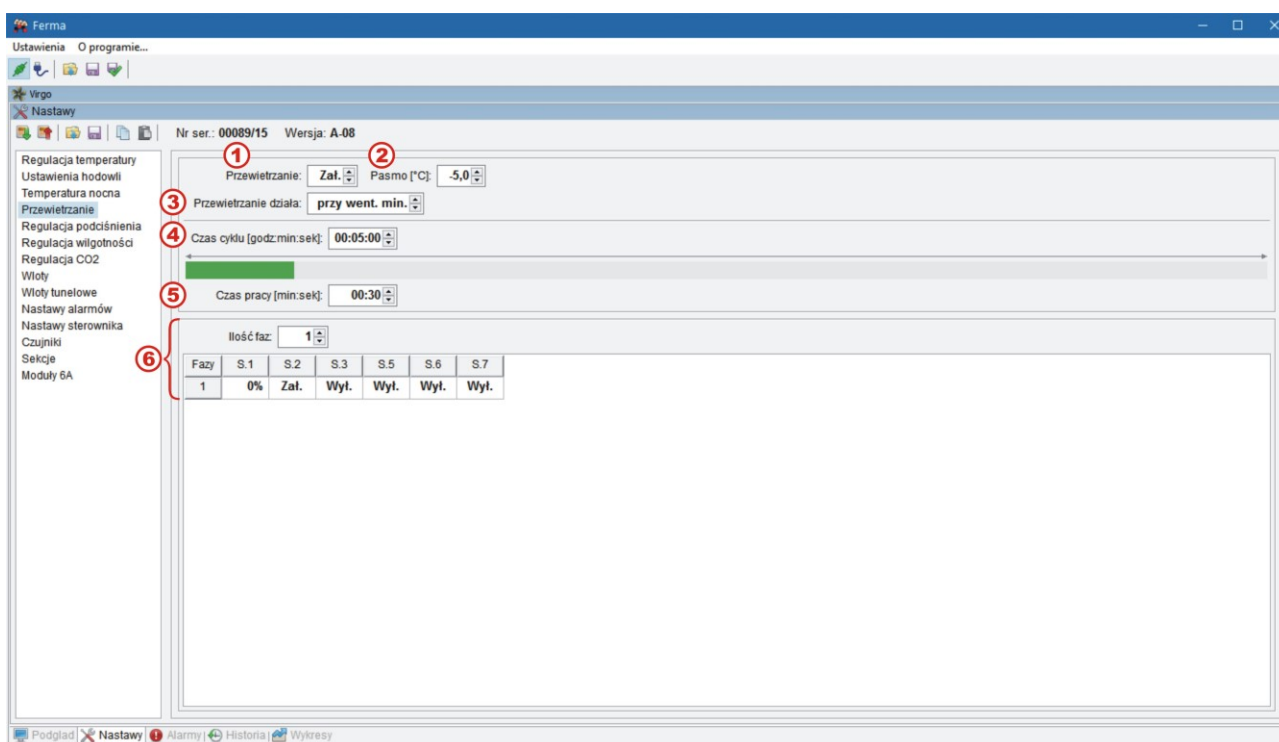 Ferma
Ustawienia O programie...
Virgo
Nastawy
Nr ser.: 00089/15 Wersja: A-08
Regulacja temperatury
Ustawienia hodowli
Temperatura nocna
Przewietrzanie
Regulacja podciśnienia
Regulacja wilgotności
Regulacja CO2
Wloty
Wloty tunelowe
Nastawy alarmów
Nastawy sterownika
Czujniki
Sekcje
Moduły 6A
1 2
Przewietrzanie: Zał. Pasmo [°C]: -5,0
3 Przewietrzanie działa: przy went. min.
4 Czas cyklu [godz:min:sek]: 00:05:00
5 Czas pracy [min:sek]: 00:30
6
Ilość faz: 1
Fazy S.1 S.2 S.3 S.5 S.6 S.7
1 0% Zał. Wył. Wył. Wył. Wył.
Podgląd Nastawy Alarmy Historia Wykresy